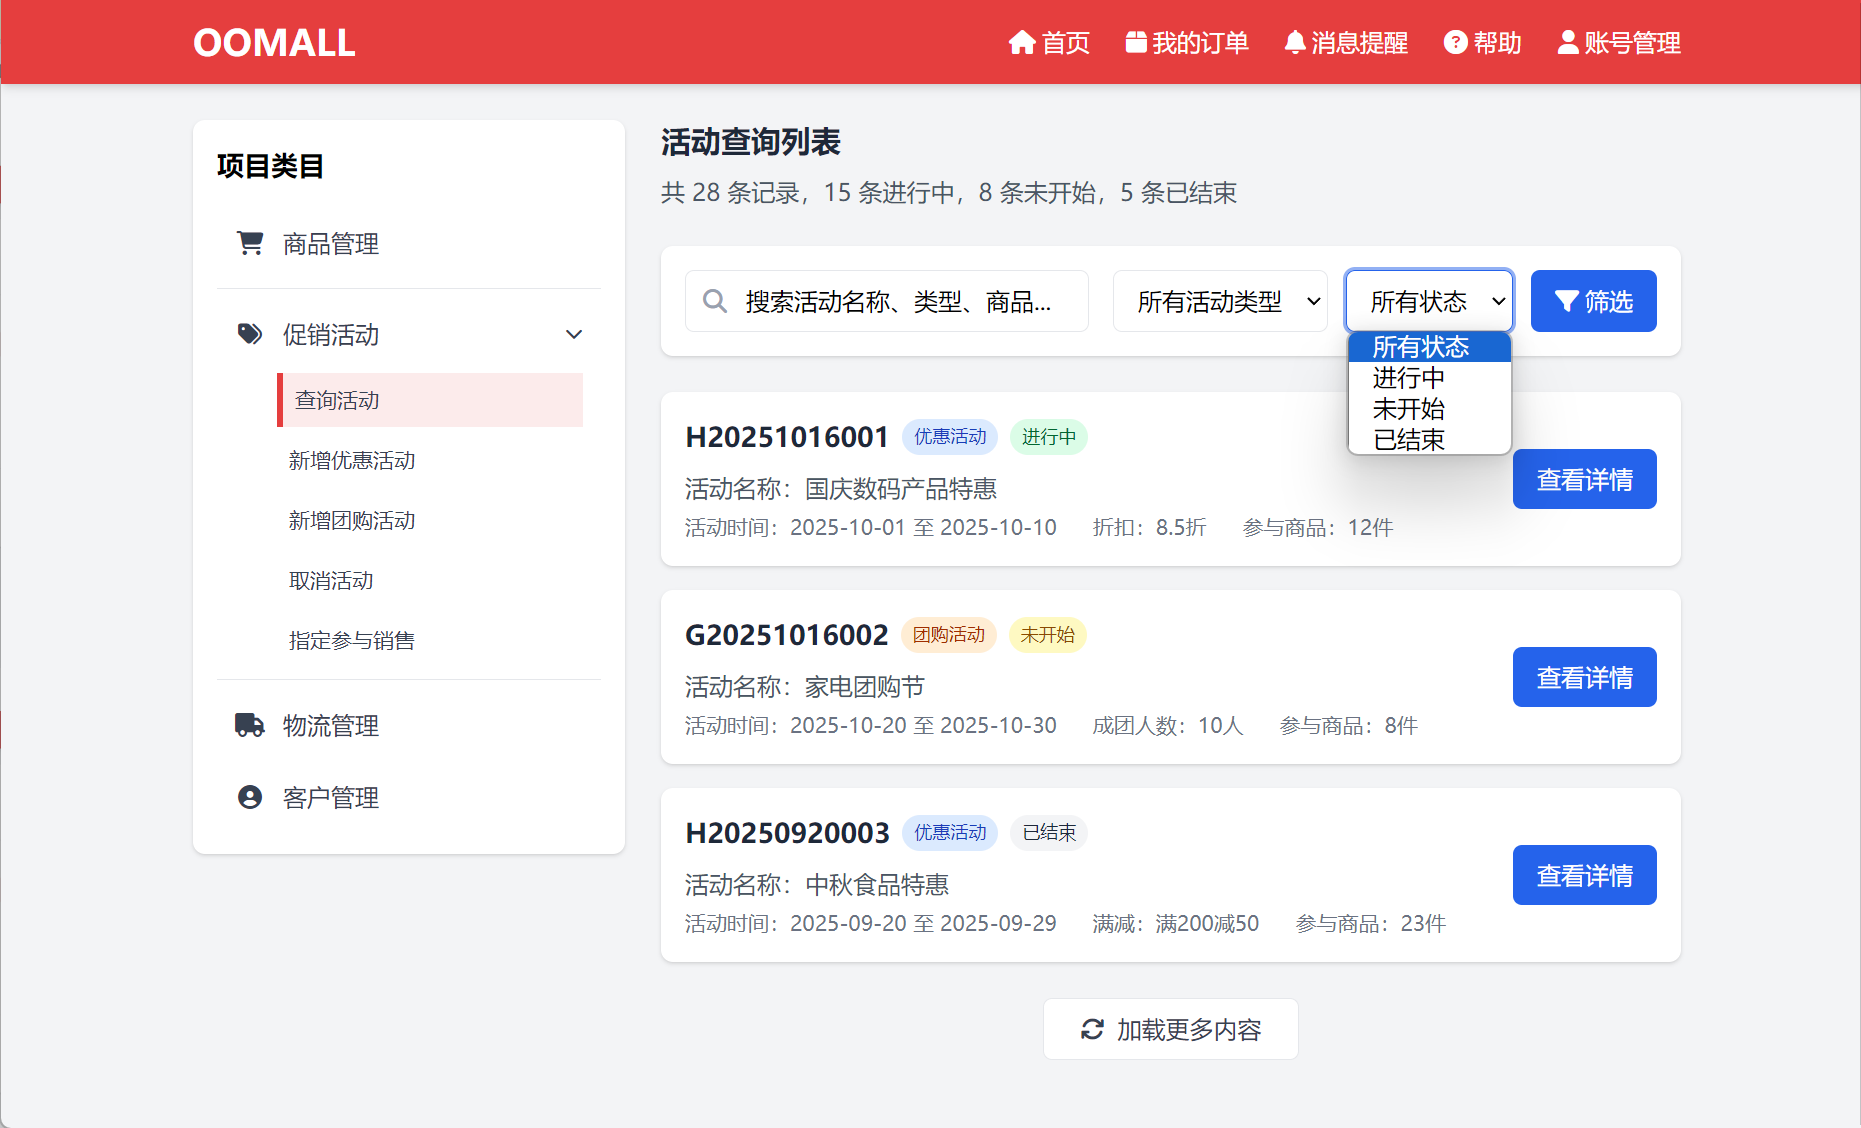 OOMALL
首页 我的订单 消息提醒 帮助 账号管理
项目类目
商品管理
促销活动
查询活动
新增优惠活动
新增团购活动
取消活动
指定参与销售
物流管理
客户管理
活动查询列表
共 28 条记录，15 条进行中，8 条未开始，5 条已结束
搜索活动名称、类型、商品... 所有活动类型 所有状态 筛选
所有状态
进行中
未开始
已结束
H20251016001 优惠活动 进行中
活动名称：国庆数码产品特惠
活动时间：2025-10-01 至 2025-10-10 折扣：8.5折 参与商品：12件
查看详情
G20251016002 团购活动 未开始
活动名称：家电团购节
活动时间：2025-10-20 至 2025-10-30 成团人数：10人 参与商品：8件
查看详情
H20250920003 优惠活动 已结束
活动名称：中秋食品特惠
活动时间：2025-09-20 至 2025-09-29 满减：满200减50 参与商品：23件
查看详情
加载更多内容